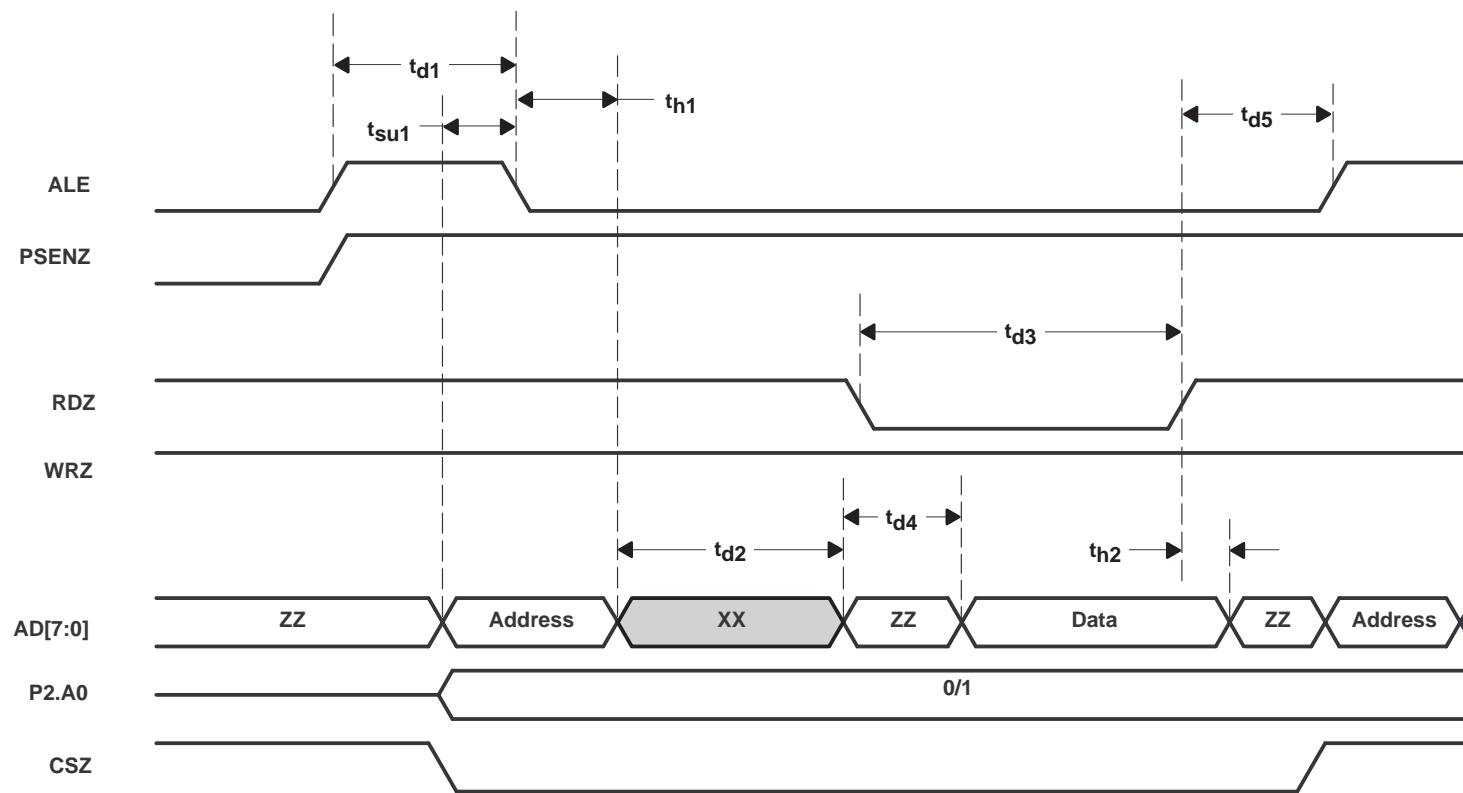 td1
th1
tsu1
td5
ALE
PSENZ
td3
RDZ
WRZ
td4
td2
th2
AD[7:0] ZZ Address XX ZZ Data ZZ Address
P2.A0 0/1
CSZ